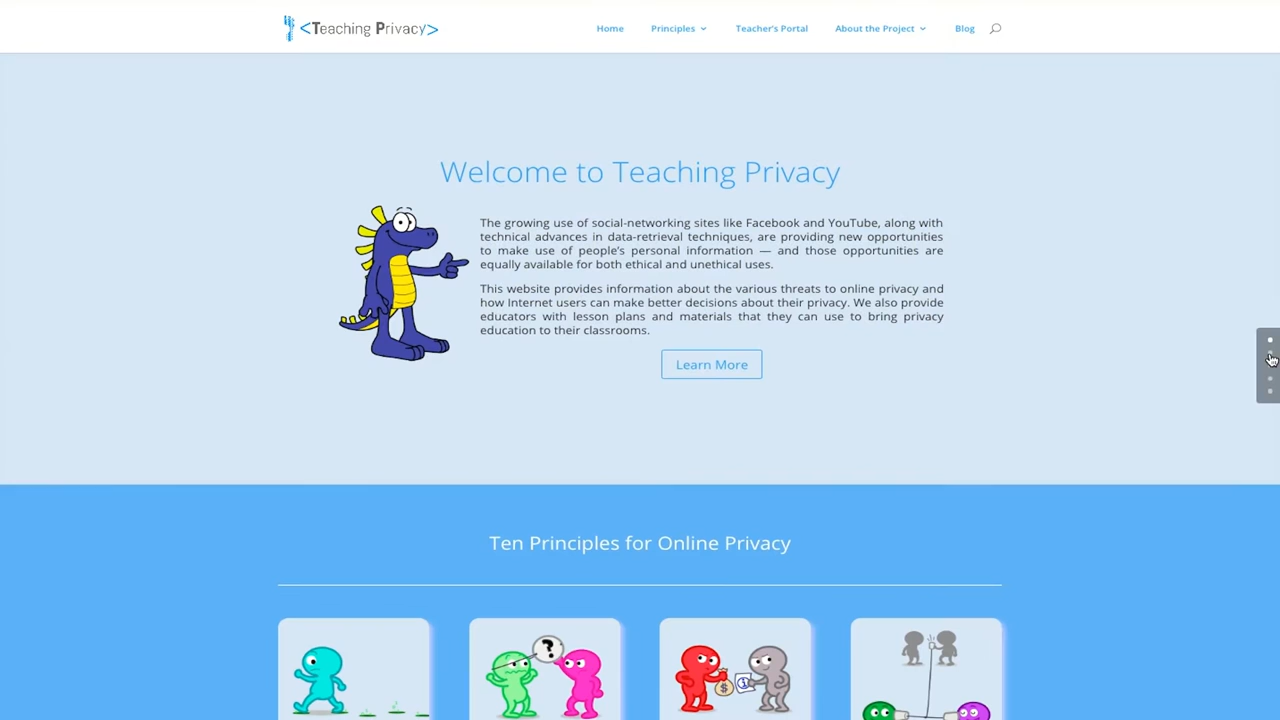 <Teaching Privacy>
Home Principles Teacher's Portal About the Project Blog
Welcome to Teaching Privacy
The growing use of social-networking sites like Facebook and YouTube, along with
technical advances in data-retrieval techniques, are providing new opportunities
to make use of people's personal information — and those opportunities are
equally available for both ethical and unethical uses.
This website provides information about the various threats to online privacy and
how Internet users can make better decisions about their privacy. We also provide
educators with lesson plans and materials that they can use to bring privacy
education to their classrooms.
Learn More
Ten Principles for Online Privacy
?
$